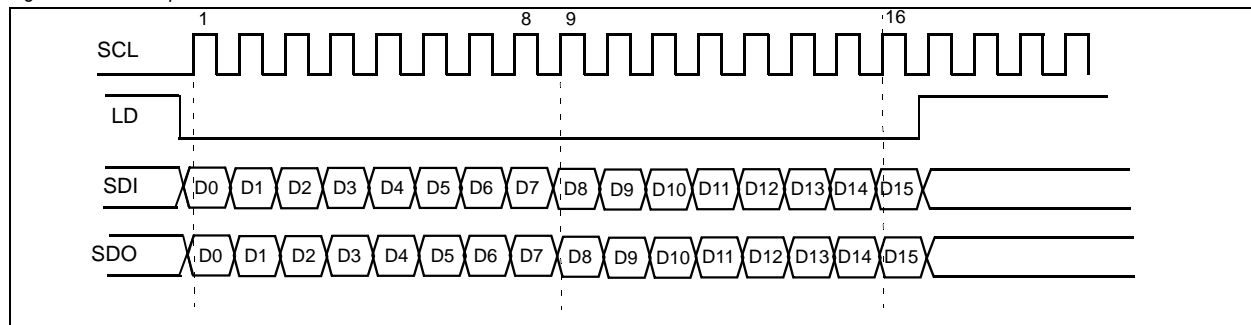 1 8 9 16
SCL
LD
SDI D0 D1 D2 D3 D4 D5 D6 D7 D8 D9 D10 D11 D12 D13 D14 D15
SDO D0 D1 D2 D3 D4 D5 D6 D7 D8 D9 D10 D11 D12 D13 D14 D15